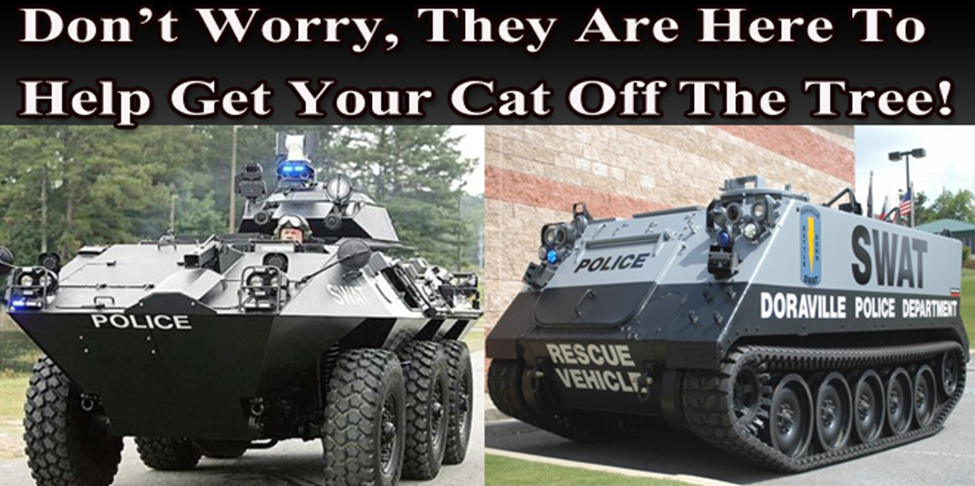 Don't Worry, They Are Here To
Help Get Your Cat Off The Tree!
POLICE
SWAT
POLICE
SWAT
DORAVILLE POLICE DEPARTMENT
RESCUE
VEHICLE